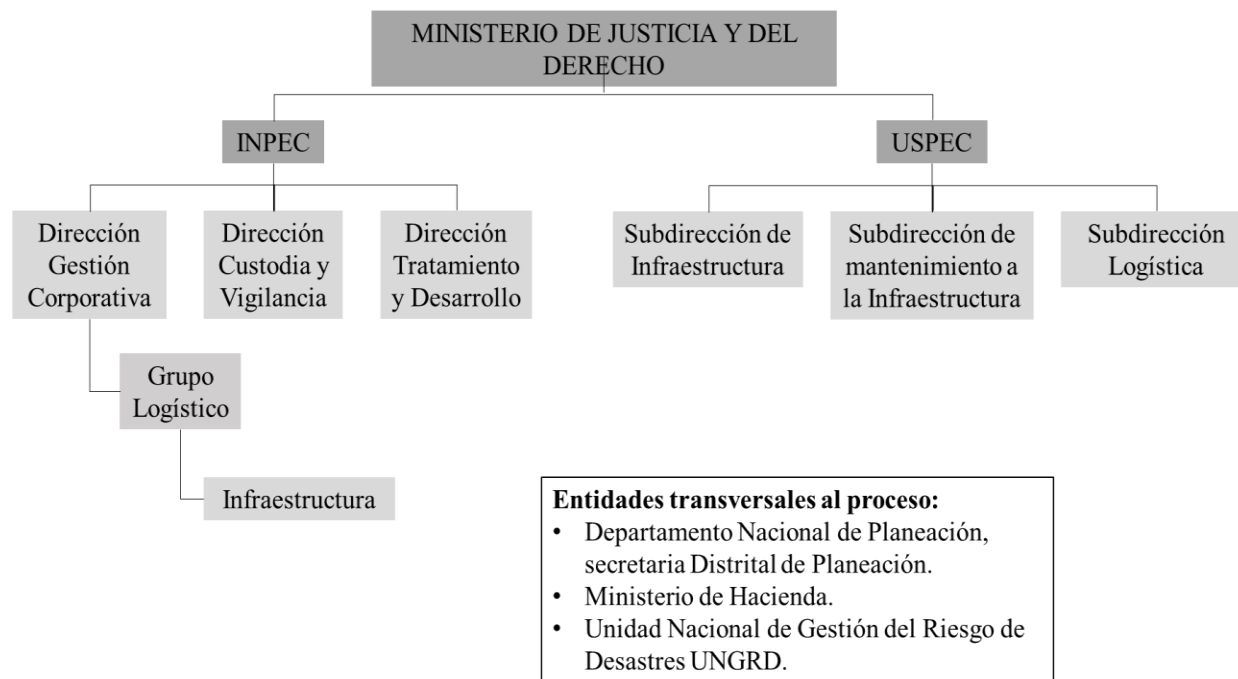 MINISTERIO DE JUSTICIA Y DEL
DERECHO
INPEC
USPEC
Dirección
Gestión
Corporativa
Dirección
Custodia y
Vigilancia
Dirección
Tratamiento
y Desarrollo
Subdirección de
Infraestructura
Subdirección de
mantenimiento a
la Infraestructura
Subdirección
Logística
Grupo
Logístico
Infraestructura
Entidades transversales al proceso:
• Departamento Nacional de Planeación,
secretaria Distrital de Planeación.
• Ministerio de Hacienda.
• Unidad Nacional de Gestión del Riesgo de
Desastres UNGRD.